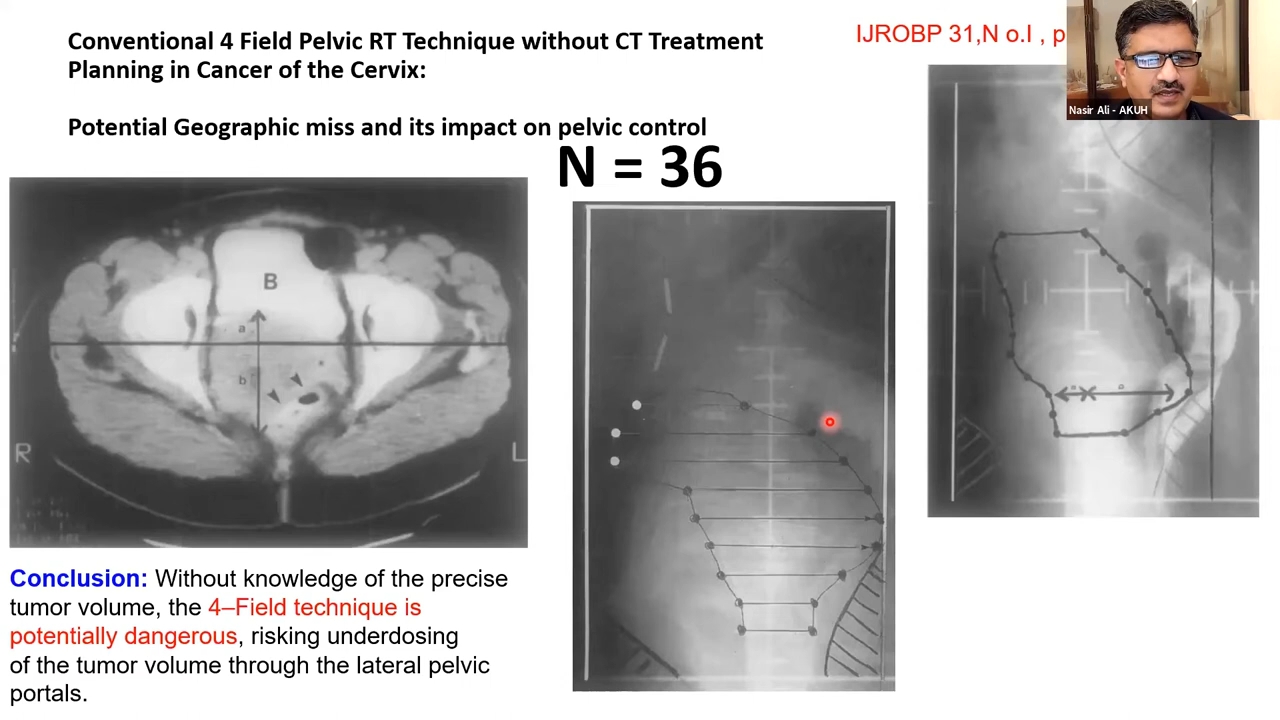 Conventional 4 Field Pelvic RT Technique without CT Treatment
Planning in Cancer of the Cervix:
Potential Geographic miss and its impact on pelvic control
N = 36
IJROBP 31,N o.I , p
Nasir Ali - AKUH
B
a
b
R
L
a
Conclusion: Without knowledge of the precise
tumor volume, the 4–Field technique is
potentially dangerous, risking underdosing
of the tumor volume through the lateral pelvic
portals.